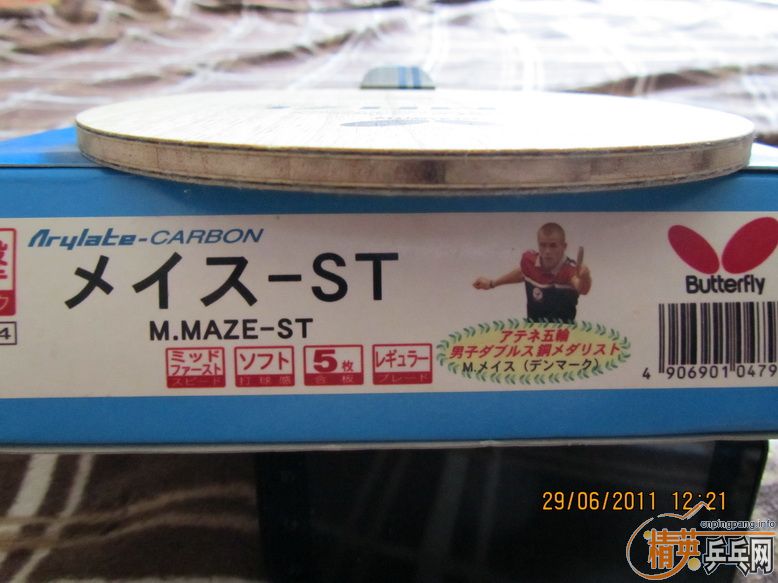 Arylate-CARBON
メイス-ST
M.MAZE-ST
ミッド
ファースト
スピード
ソフト
打球感
5枚
合板
レギュラー
ブレード
アテネ五輪
男子ダブルス銅メダリスト
M.メイス（デンマーク）
Butterfly
4 906901 0479
29/06/2011 12:21
cnpingpang.info
精英乒乓网